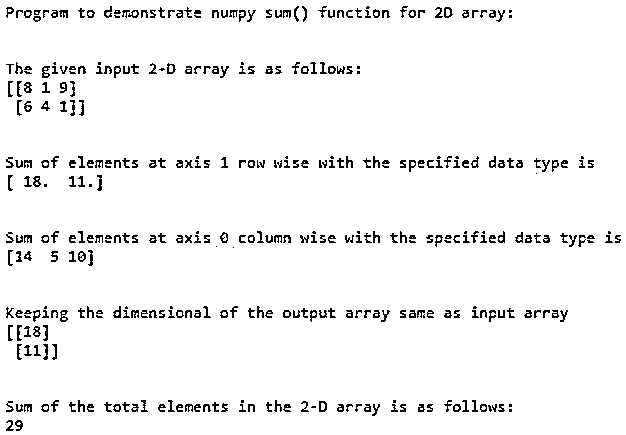 Program to demonstrate numpy sum() function for 2D array:
The given input 2-D array is as follows:
[[8 1 9]
[6 4 1]]
Sum of elements at axis 1 row wise with the specified data type is
[ 18.  11.]
Sum of elements at axis 0 column wise with the specified data type is
[14  5 10]
Keeping the dimensional of the output array same as input array
[[18]
[11]]
Sum of the total elements in the 2-D array is as follows:
29